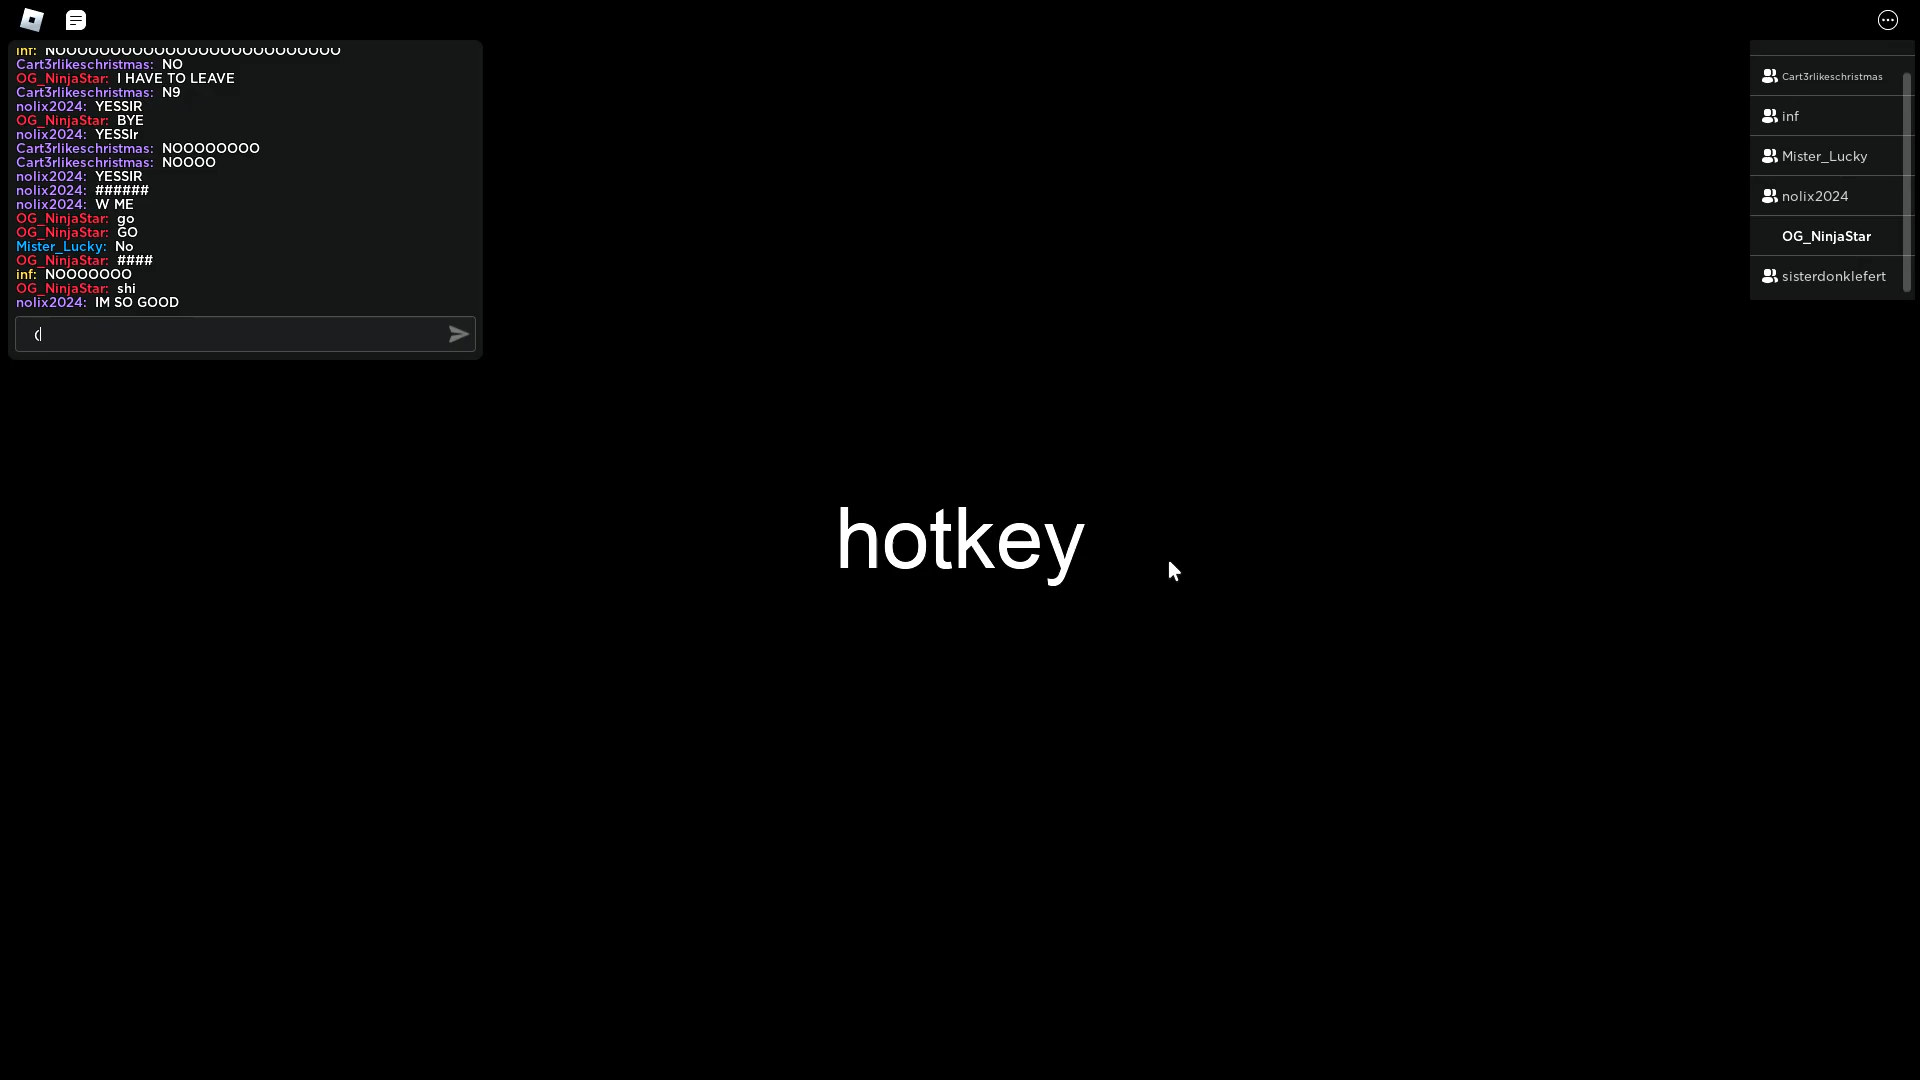 inf: NOOOOOOOOOOOOOOOOOOOOOOOOOO
Cart3rlikeschristmas: NO
OG_NinjaStar: I HAVE TO LEAVE
Cart3rlikeschristmas: N9
nolix2024: YESSIR
OG_NinjaStar: BYE
nolix2024: YESSIr
Cart3rlikeschristmas: NOOOOOOOO
Cart3rlikeschristmas: NOOOO
nolix2024: YESSIR
nolix2024: ######
nolix2024: W ME
OG_NinjaStar: go
OG_NinjaStar: GO
Mister_Lucky: No
OG_NinjaStar: ####
inf: NOOOOOOO
OG_NinjaStar: shi
nolix2024: IM SO GOOD
(
Cart3rlikeschristmas
inf
Mister_Lucky
nolix2024
OG_NinjaStar
sisterdonklefert
hotkey